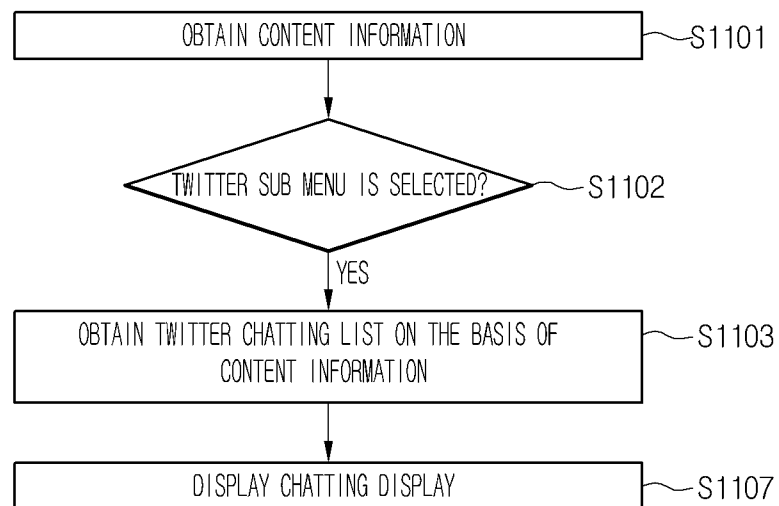 OBTAIN CONTENT INFORMATION
S1101
TWITTER SUB MENU IS SELECTED?
S1102
YES
OBTAIN TWITTER CHATTING LIST ON THE BASIS OF
CONTENT INFORMATION
S1103
DISPLAY CHATTING DISPLAY
S1107